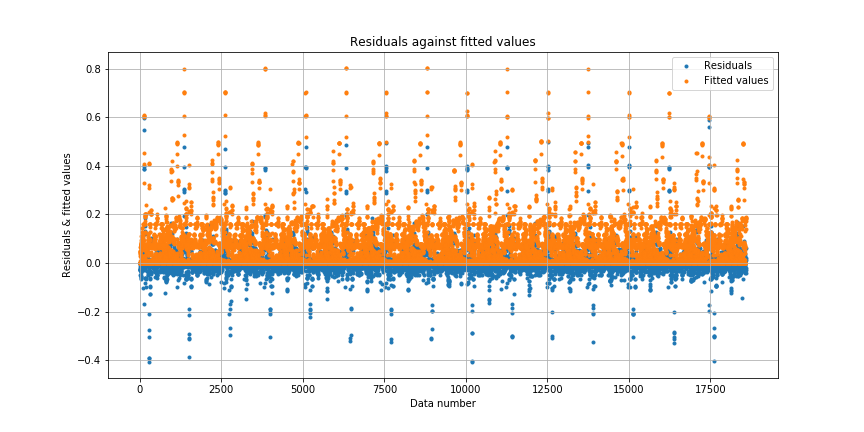 Residuals against fitted values
Residuals
Fitted values
Residuals & fitted values
0.8
0.6
0.4
0.2
0.0
−0.2
−0.4
0 2500 5000 7500 10000 12500 15000 17500
Data number